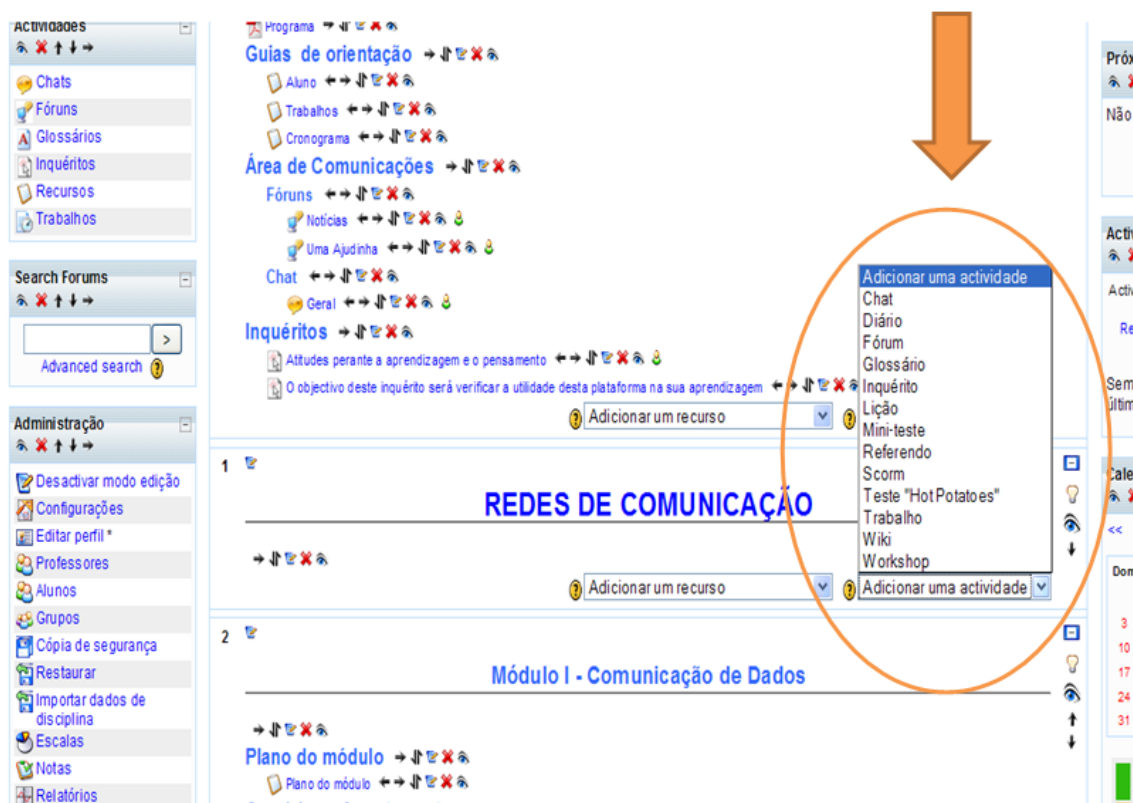 Actividades
Chats
Fóruns
Glossários
Inquéritos
Recursos
Trabalhos
Search Forums
>
Advanced search
Administração
Desactivar modo edição
Configurações
Editar perfil *
Professores
Alunos
Grupos
Cópia de segurança
Restaurar
Importar dados de
disciplina
Escalas
Notas
Relatórios
Programa
Guias de orientação
Aluno
Trabalhos
Cronograma
Área de Comunicações
Fóruns
Notícias
Uma Ajudinha
Chat
Geral
Inquéritos
Atitudes perante a aprendizagem e o pensamento
O objectivo deste inquérito será verificar a utilidade desta plataforma na sua aprendizagem
Adicionar um recurso
Adicionar uma actividade
Chat
Diário
Fórum
Glossário
Inquérito
Lição
Mini-teste
Referendo
Scorm
Teste "Hot Potatoes"
Trabalho
Wiki
Workshop
1
REDES DE COMUNICAÇÃO
Adicionar um recurso
Adicionar uma actividade
2
Módulo I - Comunicação de Dados
Plano do módulo
Plano do módulo
Não
<<
3
10
17
24
31